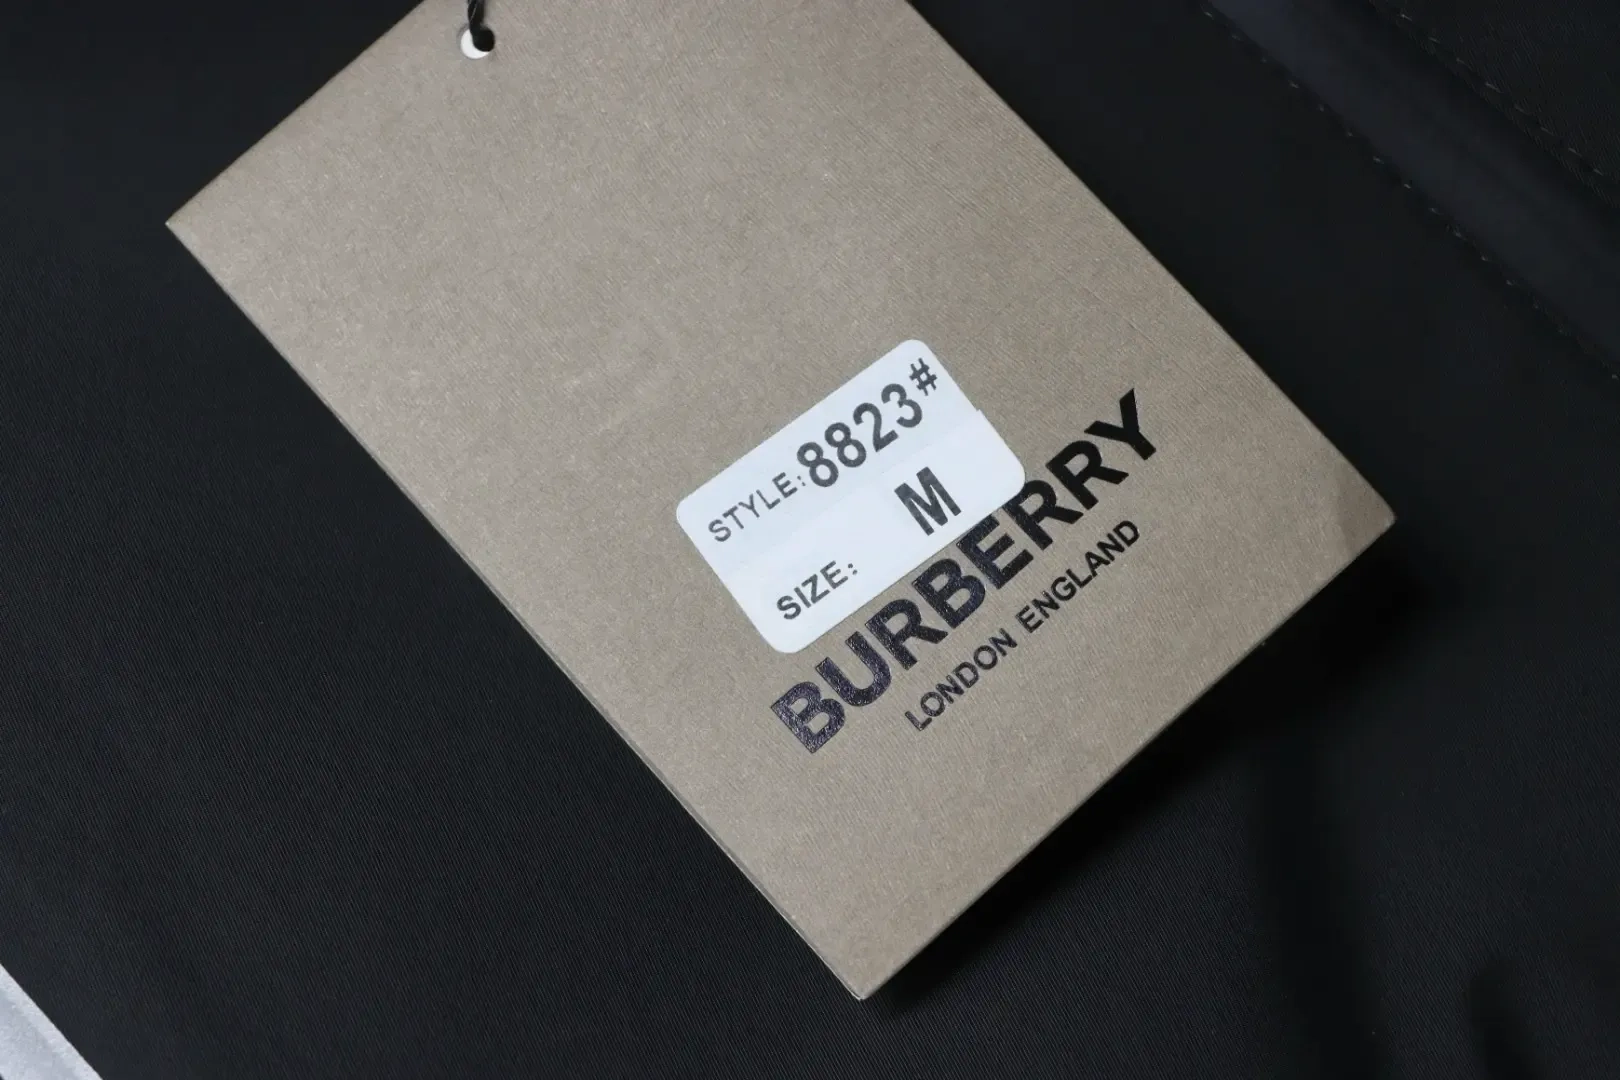 STYLE: 8823#
SIZE: M
BURBERRY
LONDON ENGLAND